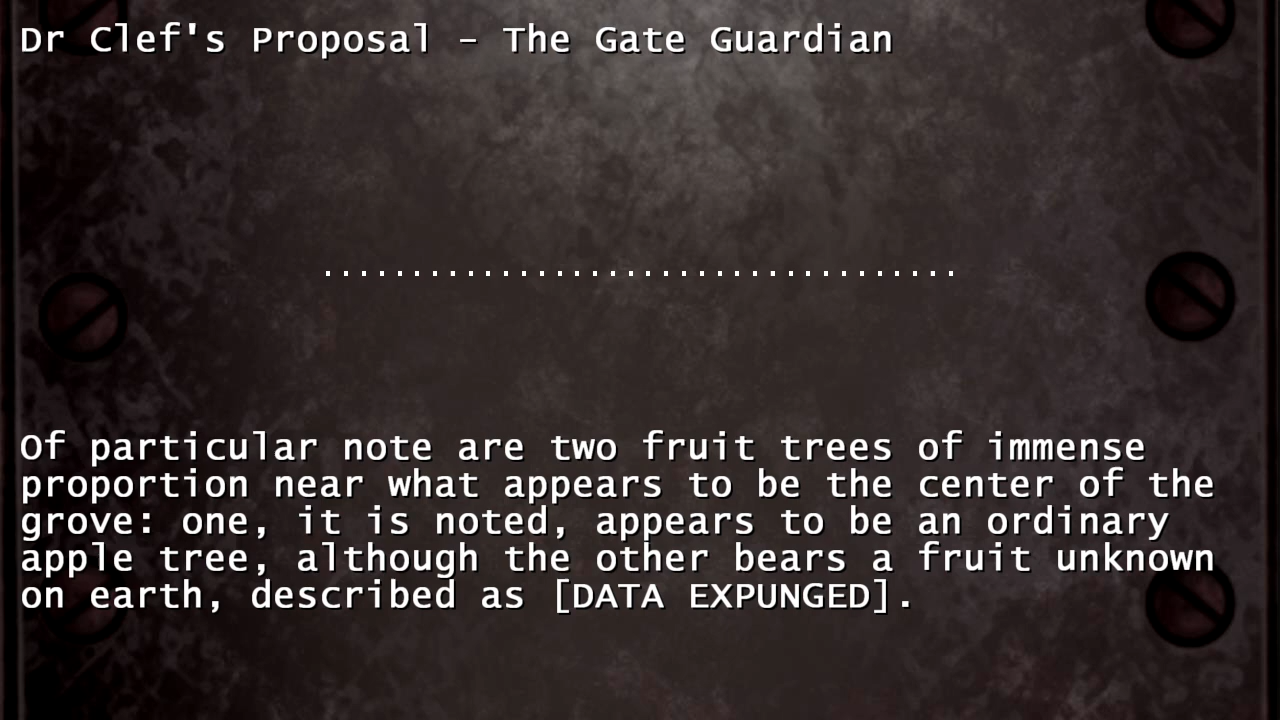 Dr Clef's Proposal – The Gate Guardian
....................................
Of particular note are two fruit trees of immense
proportion near what appears to be the center of the
grove: one, it is noted, appears to be an ordinary
apple tree, although the other bears a fruit unknown
on earth, described as [DATA EXPUNGED].